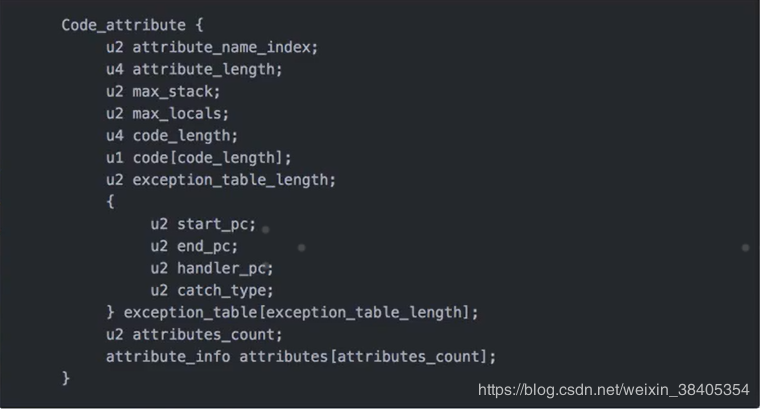 Code_attribute {
u2 attribute_name_index;
u4 attribute_length;
u2 max_stack;
u2 max_locals;
u4 code_length;
u1 code[code_length];
u2 exception_table_length;
{
u2 start_pc;
u2 end_pc;
u2 handler_pc;
u2 catch_type;
} exception_table[exception_table_length];
u2 attributes_count;
attribute_info attributes[attributes_count];
}
https://blog.csdn.net/weixin_38405354